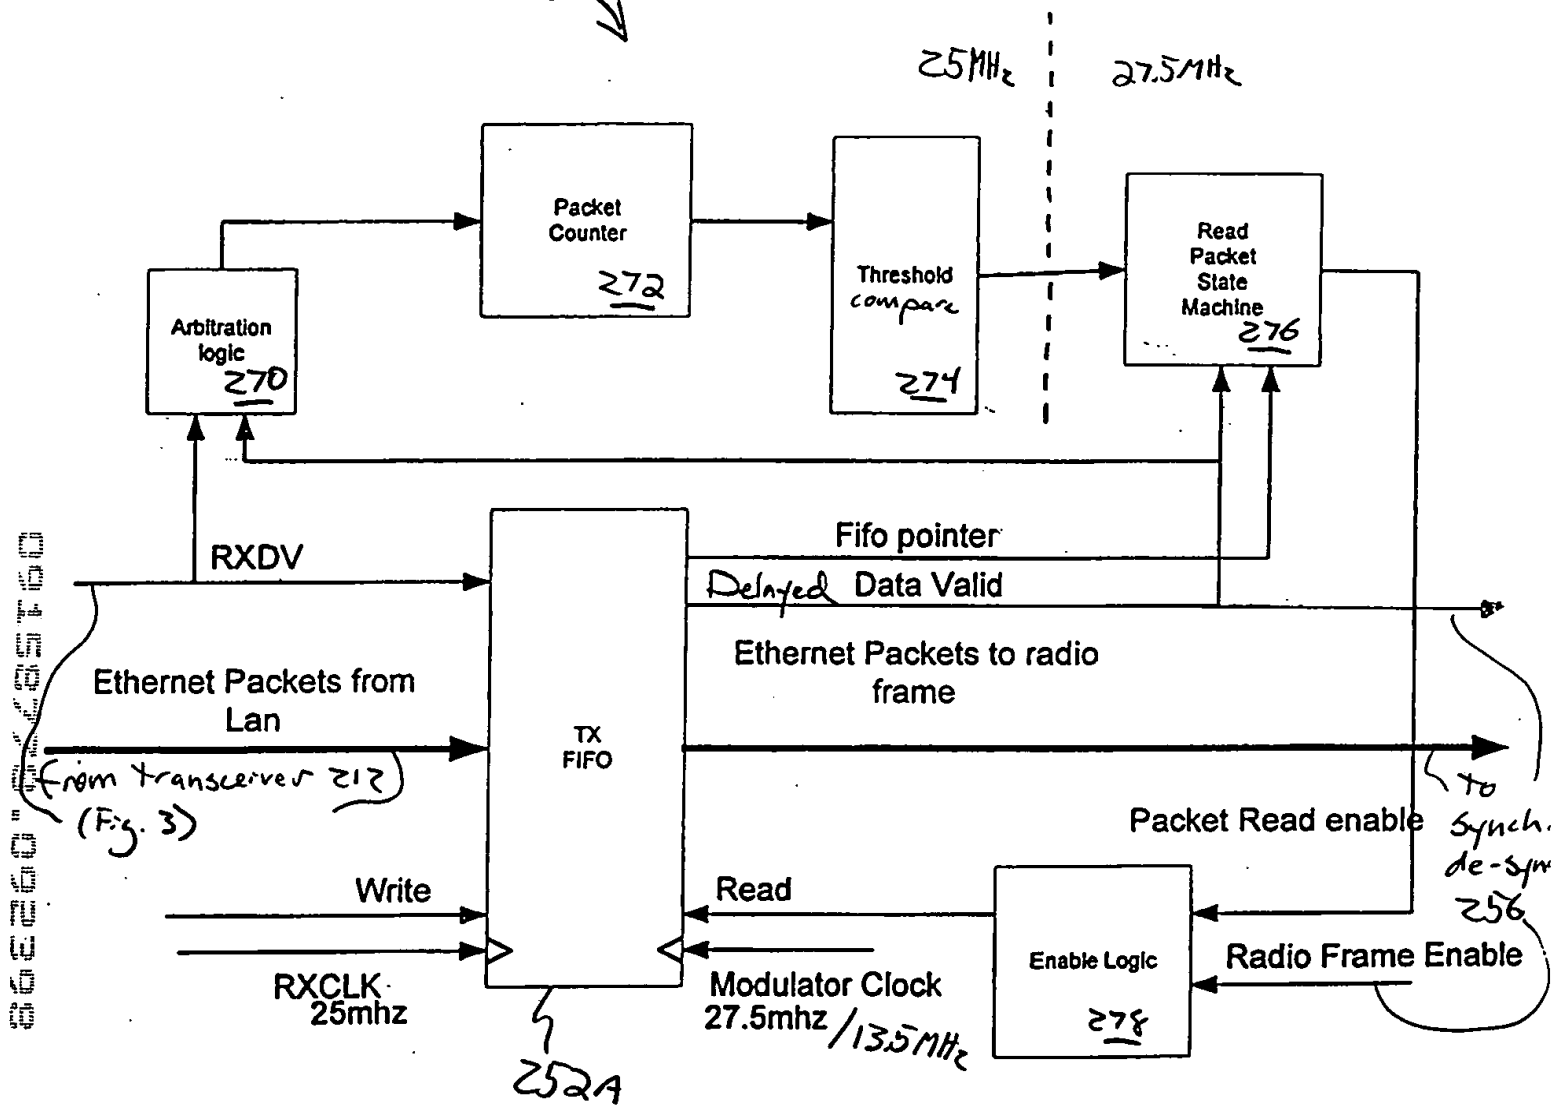 25MHz
27.5MHz
Packet
Counter
272
Read
Packet
State
Machine
276
Threshold
compare
274
Arbitration
logic
270
RXDV
Fifo pointer
Delayed Data Valid
Ethernet Packets from
Lan
Ethernet Packets to radio
frame
TX
FIFO
from transceiver 212
(Fig. 3)
to
synch.
256
Packet Read enable
Write
Read
Enable Logic
278
Radio Frame Enable
RXCLK
25mhz
Modulator Clock
27.5mhz /13.5MHz
252A